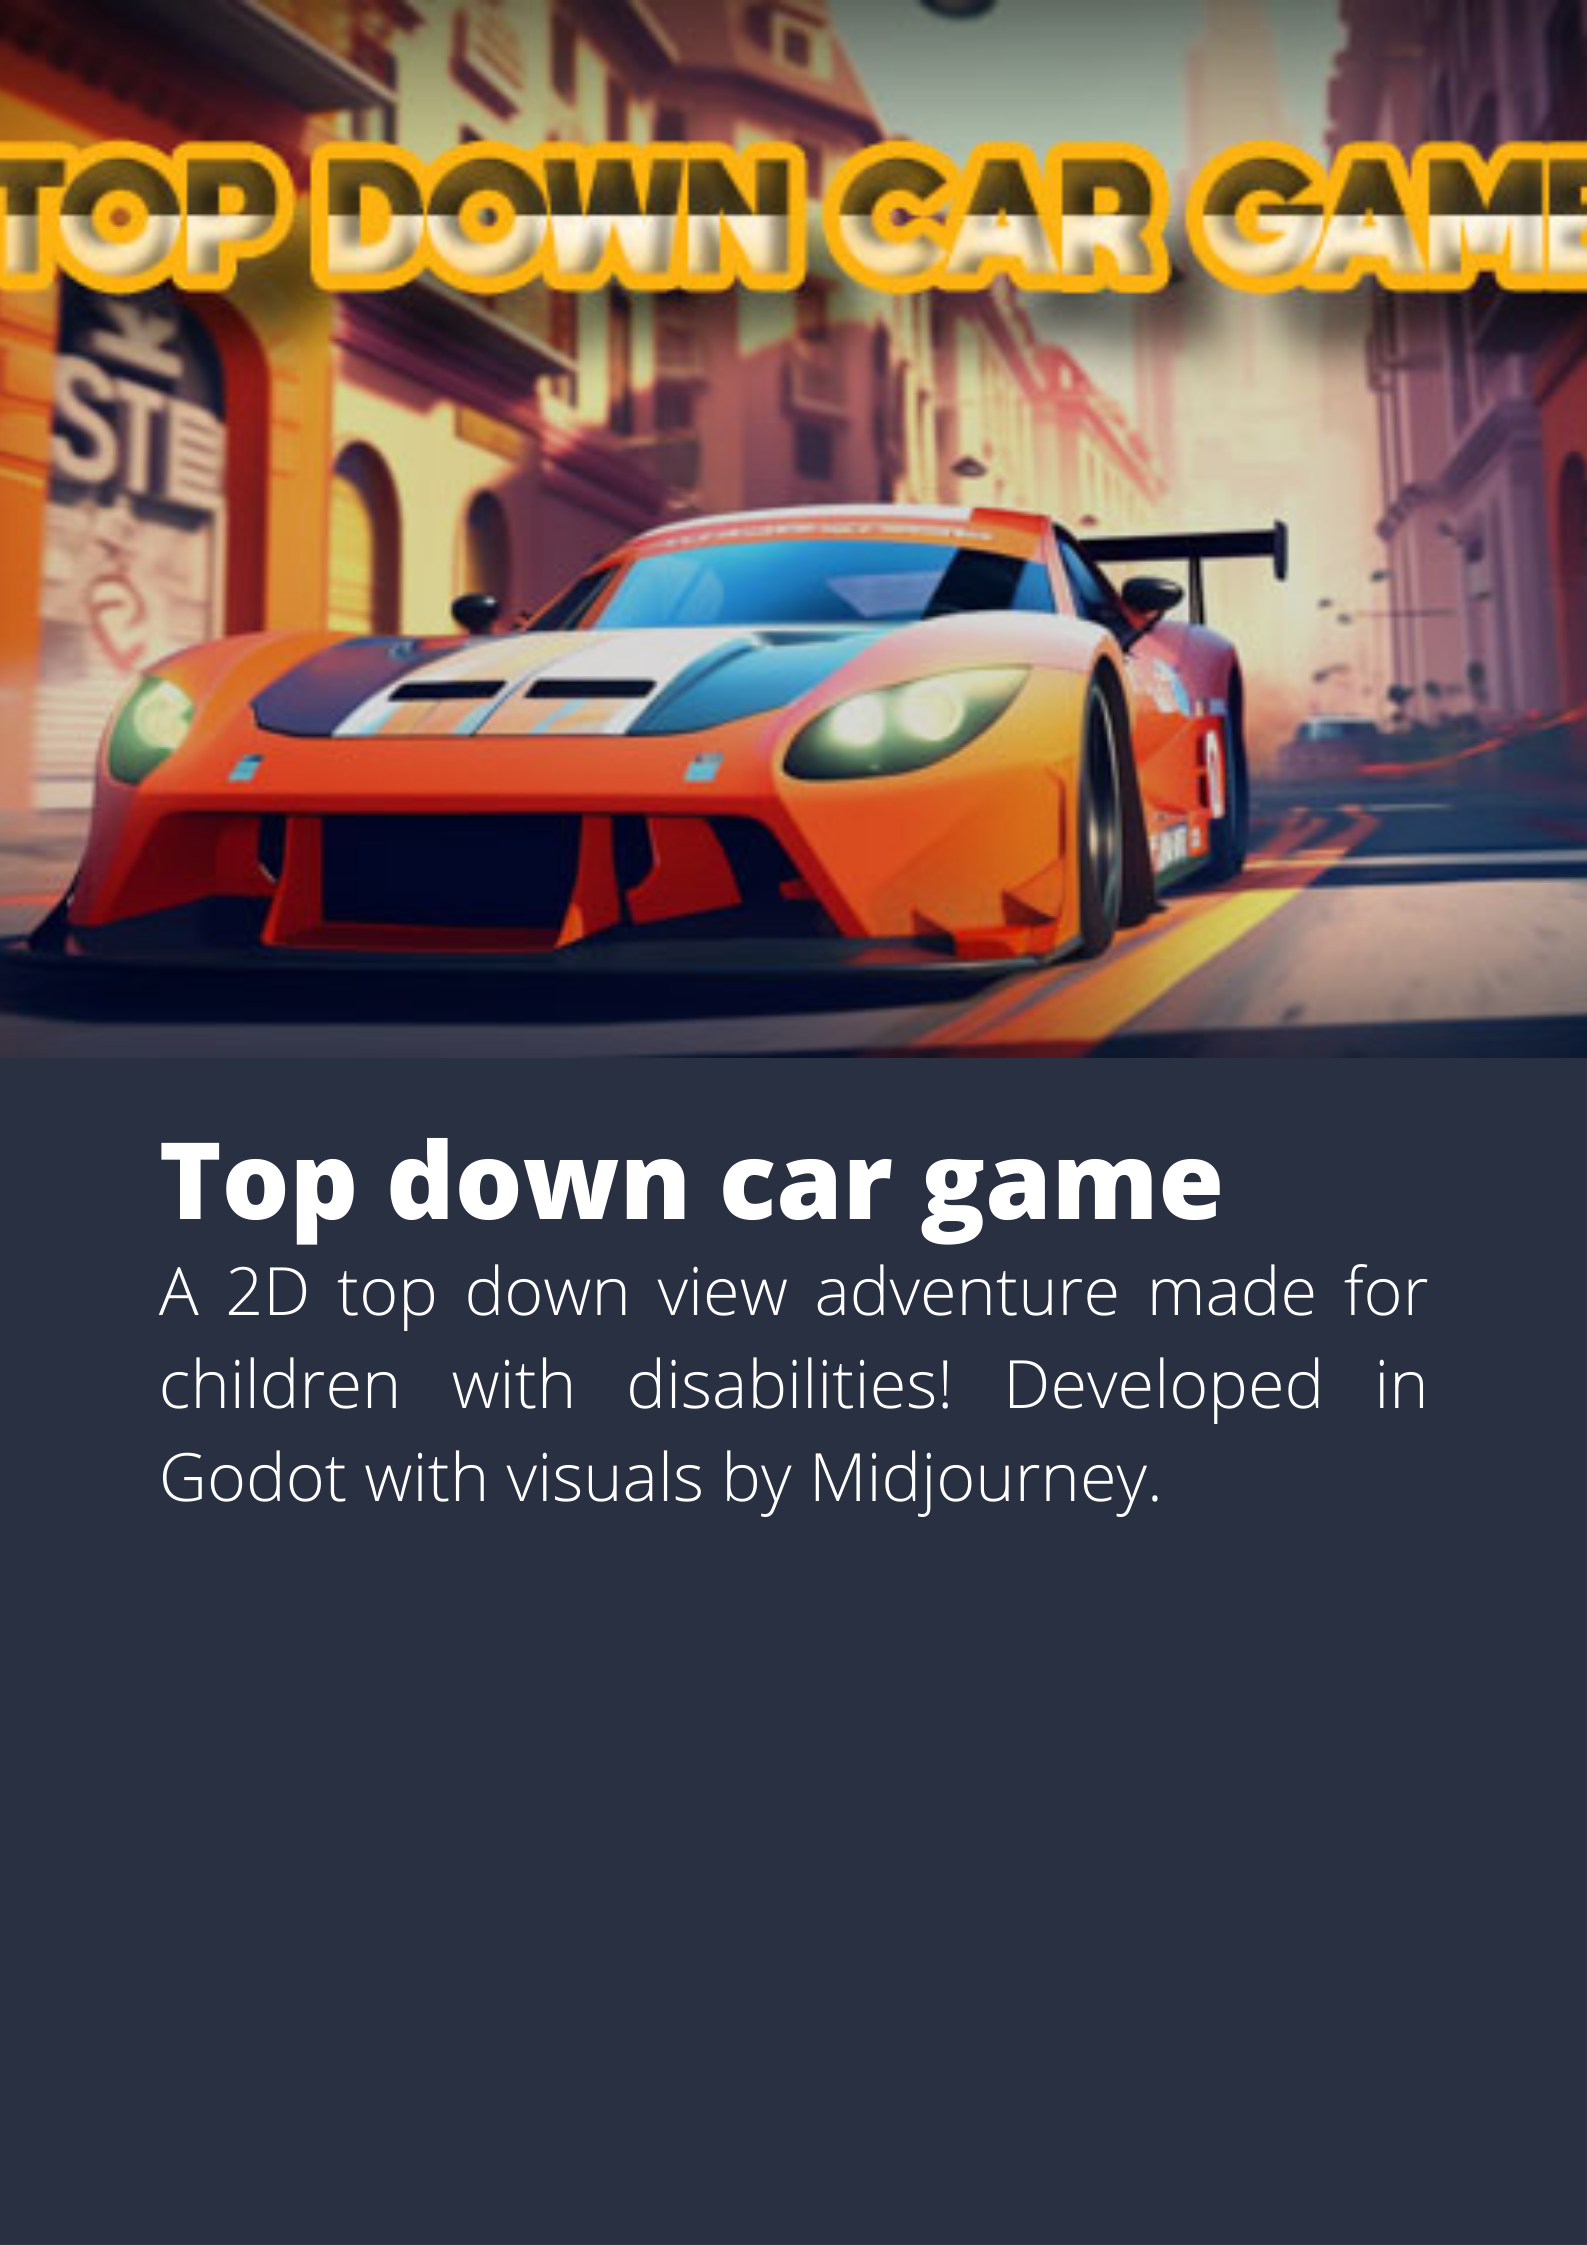 TOP DOWN CAR GAME
STE
Top down car game
A 2D top down view adventure made for
children with disabilities! Developed in
Godot with visuals by Midjourney.